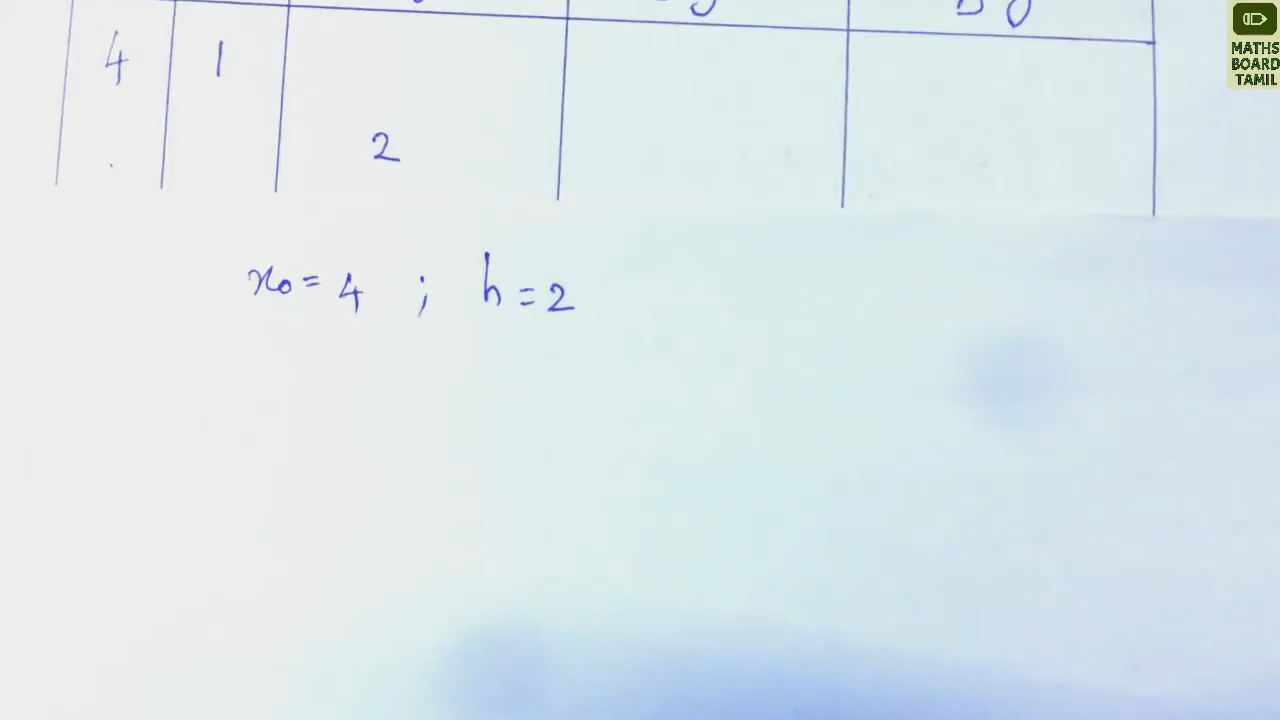 4 1
2
x₀ = 4 ; h = 2
MATHS
BOARD
TAMIL